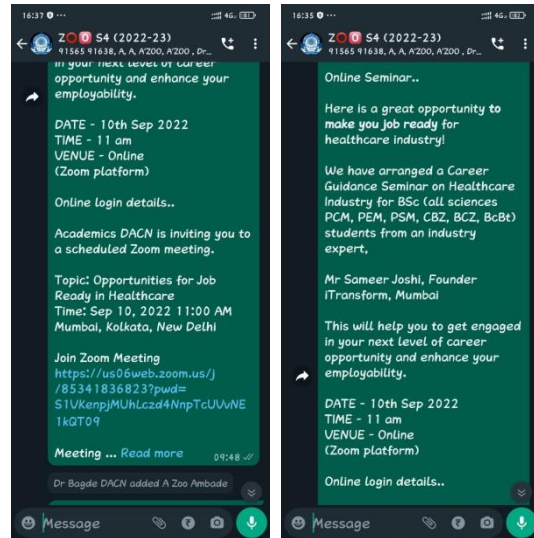 16:37
4G
82
ZOO S4 (2022-23)
91565 91638, A, A, A'ZOO, A'ZOO , Dr...
in your next level of career
opportunity and enhance your
employability.
DATE - 10th Sep 2022
TIME - 11 am
VENUE - Online
(Zoom platform)
Online login details..
Academics DACN is inviting you to
a scheduled Zoom meeting.
Topic: Opportunities for Job
Ready in Healthcare
Time: Sep 10, 2022 11:00 AM
Mumbai, Kolkata, New Delhi
Join Zoom Meeting
https://us06web.zoom.us/j
/85341836823?pwd=
S1VKenpjMUhLczd4NnpTcUVvNE
1kQT09
Meeting ... Read more 09:48
Dr Bagde DACN added A Zoo Ambade
Message
16:35
4G
ZOO S4 (2022-23)
91565 91638, A, A, A'ZOO, A'ZOO , Dr...
Online Seminar..
Here is a great opportunity to
make you job ready for
healthcare industry!
We have arranged a Career
Guidance Seminar on Healthcare
Industry for BSc (all sciences
PCM, PEM, PSM, CBZ, BCZ, BcBt)
students from an industry
expert,
Mr Sameer Joshi, Founder
iTransform, Mumbai
This will help you to get engaged
in your next level of career
opportunity and enhance your
employability.
DATE - 10th Sep 2022
TIME - 11 am
VENUE - Online
(Zoom platform)
Online login details..
Message